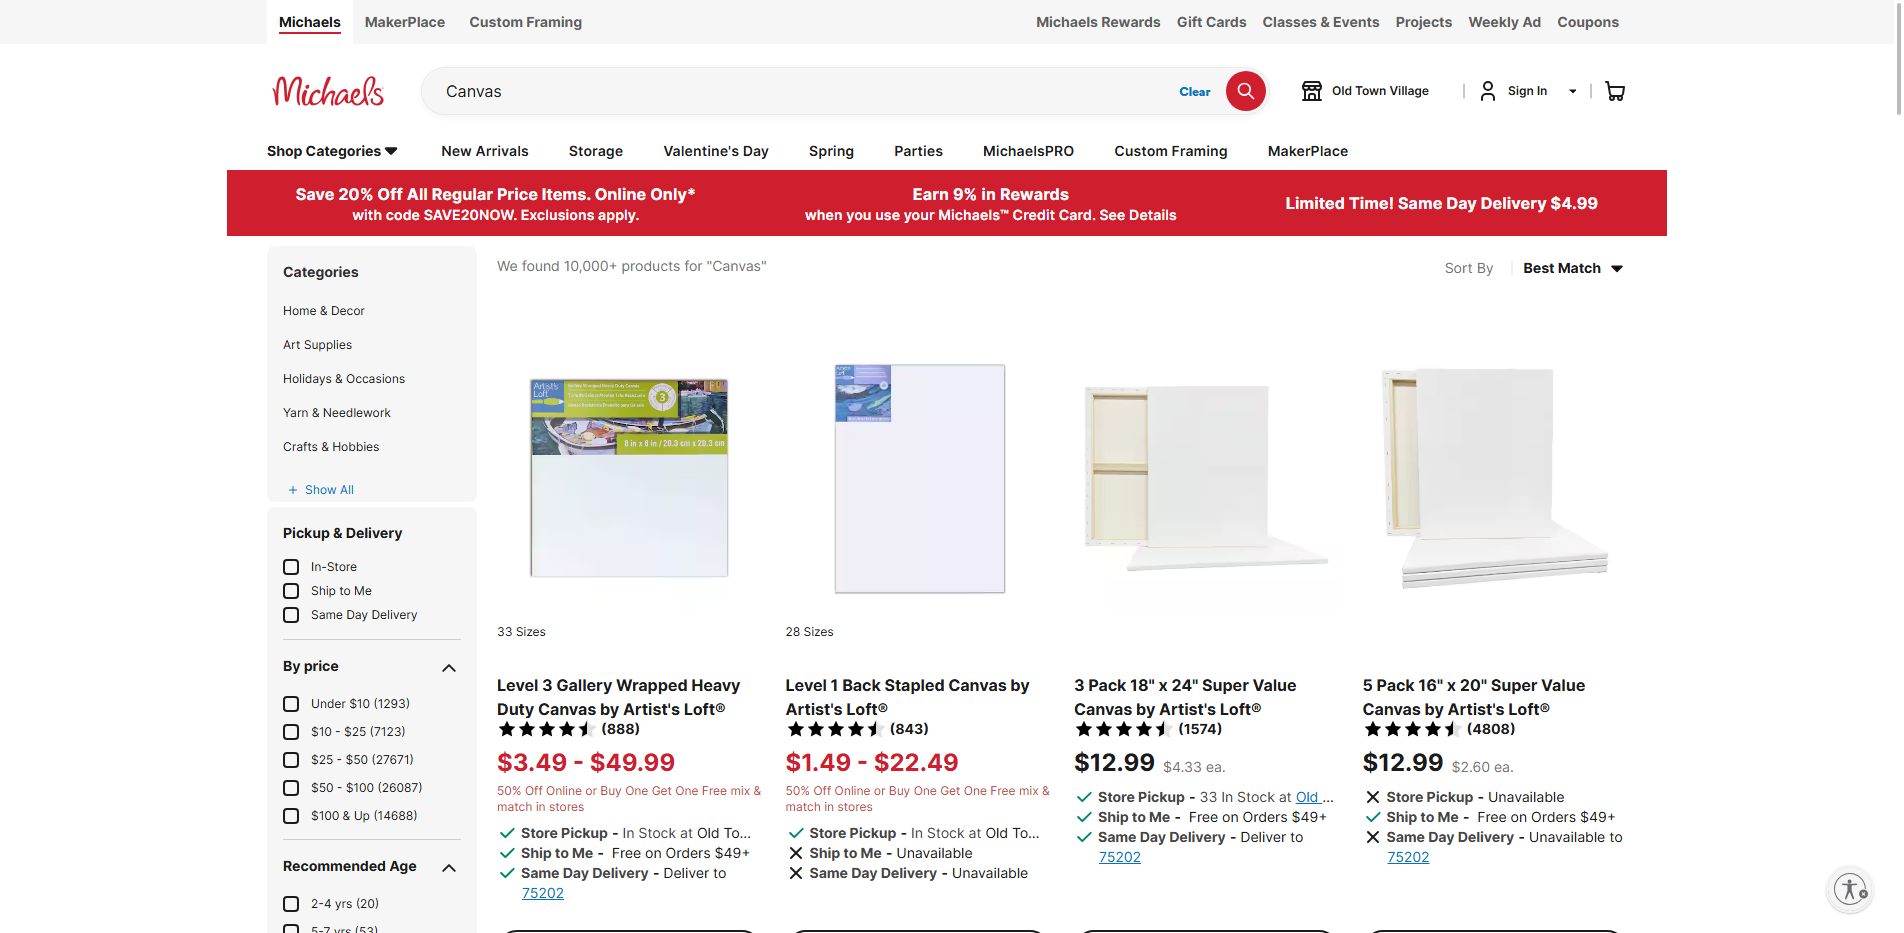 Michaels
MakerPlace
Custom Framing
Michaels Rewards
Gift Cards
Classes & Events
Projects
Weekly Ad
Coupons
Michaels
Canvas
Clear
Old Town Village
Sign In
Shop Categories
New Arrivals
Storage
Valentine's Day
Spring
Parties
MichaelsPRO
Custom Framing
MakerPlace
Save 20% Off All Regular Price Items. Online Only*
with code SAVE20NOW. Exclusions apply.
Earn 9% in Rewards
when you use your Michaels™ Credit Card. See Details
Limited Time! Same Day Delivery $4.99
Categories
Home & Decor
Art Supplies
Holidays & Occasions
Yarn & Needlework
Crafts & Hobbies
+ Show All
Pickup & Delivery
In-Store
Ship to Me
Same Day Delivery
By price
Under $10 (1293)
$10 - $25 (7123)
$25 - $50 (27671)
$50 - $100 (26087)
$100 & Up (14688)
Recommended Age
2-4 yrs (20)
5-7 yrs (53)
We found 10,000+ products for "Canvas"
Sort By
Best Match
Artist's
Loft
3
8 in x 8 in / 20.3 cm x 20.3 cm
33 Sizes
Level 3 Gallery Wrapped Heavy
Duty Canvas by Artist's Loft®
(888)
$3.49 - $49.99
50% Off Online or Buy One Get One Free mix &
match in stores
Store Pickup - In Stock at Old To...
Ship to Me - Free on Orders $49+
Same Day Delivery - Deliver to
75202
28 Sizes
Level 1 Back Stapled Canvas by
Artist's Loft®
(843)
$1.49 - $22.49
50% Off Online or Buy One Get One Free mix &
match in stores
Store Pickup - In Stock at Old To...
Ship to Me - Unavailable
Same Day Delivery - Unavailable
3 Pack 18" x 24" Super Value
Canvas by Artist's Loft®
(1574)
$12.99 $4.33 ea.
Store Pickup - 33 In Stock at Old ...
Ship to Me - Free on Orders $49+
Same Day Delivery - Deliver to
75202
5 Pack 16" x 20" Super Value
Canvas by Artist's Loft®
(4808)
$12.99 $2.60 ea.
Store Pickup - Unavailable
Ship to Me - Free on Orders $49+
Same Day Delivery - Unavailable to
75202